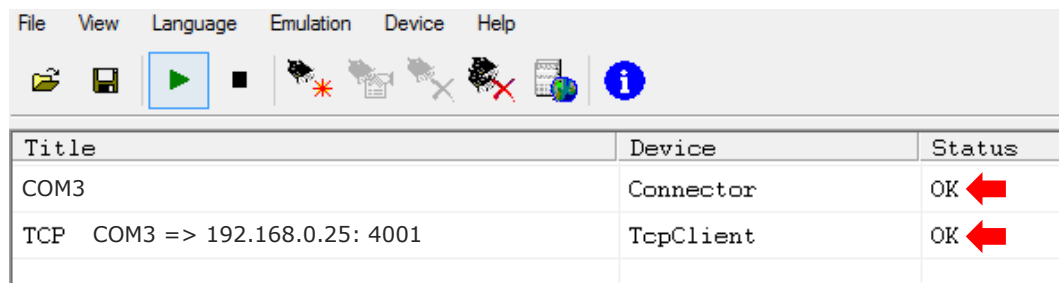 File View Language Emulation Device Help
Title Device Status
COM3 Connector OK
TCP COM3 => 192.168.0.25: 4001 TcpClient OK